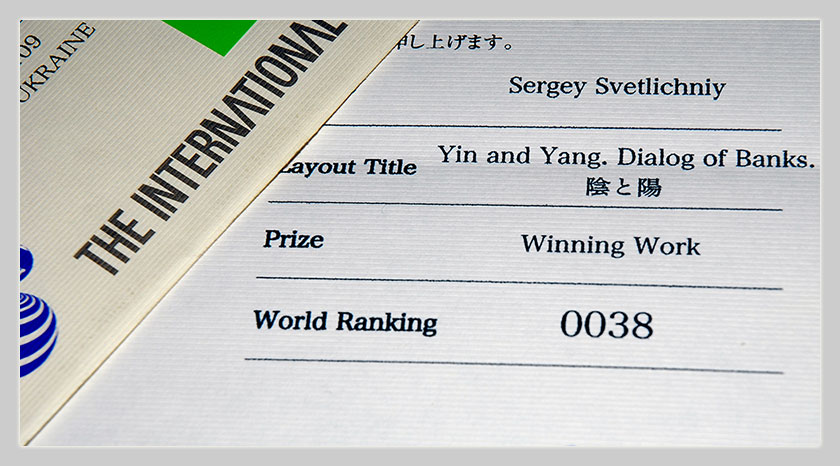 09
UKRAINE
THE INTERNATIONAL
申し上げます。
Sergey Svetlichniy
Layout Title
Yin and Yang. Dialog of Banks.
陰と陽
Prize
Winning Work
World Ranking
0038